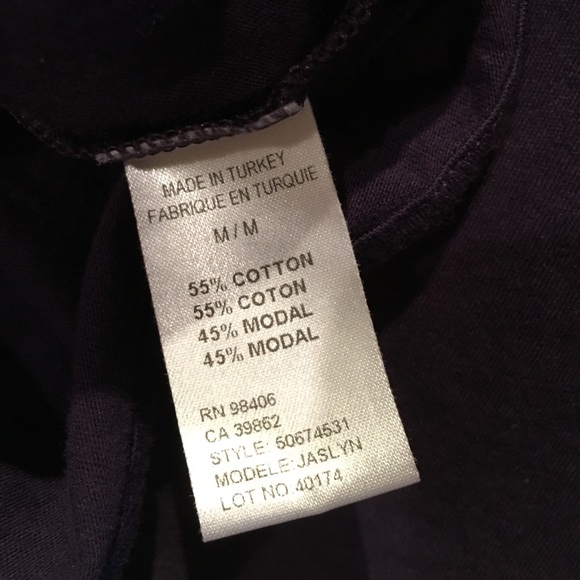 MADE IN TURKEY
FABRIQUE EN TURQUIE
M / M
55% COTTON
55% COTON
45% MODAL
45% MODAL
RN 98406
CA 39862
STYLE: 50674531
MODELE: JASLYN
LOT NO. 40174